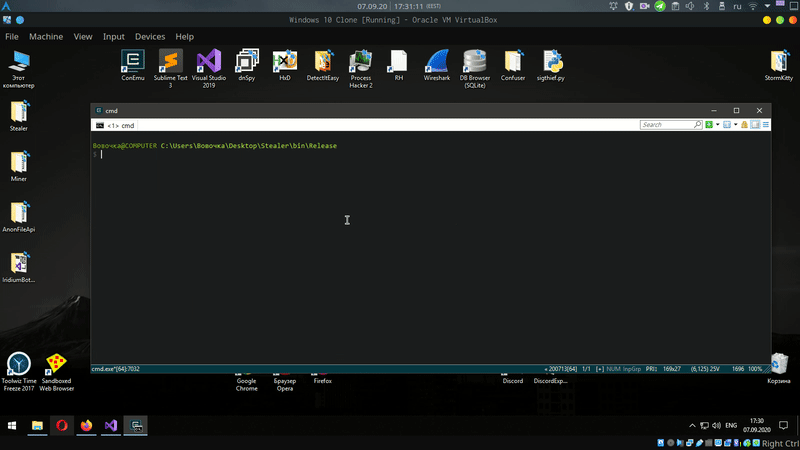 07.09.20 17:31:11 (EEST)
ru
Windows 10 Clone [Running] - Oracle VM VirtualBox
File Machine View Input Devices Help
Этот компьютер
ConEmu
Sublime Text 3
Visual Studio 2019
dnSpy
HxD
DetectItEasy
Process Hacker 2
RH
Wireshark
DB Browser (SQLite)
Confuser
sigthief.py
StormKitty
Stealer
Miner
AnonFileApi
IridiumBot...
cmd
<1> cmd
Search
Вовочка@COMPUTER C:\Users\Вовочка\Desktop\Stealer\bin\Release
$
cmd.exe*[64]:7032
« 200713[64] 1/1 [+] NUM InpGrp PRI: 169x27 (6,125) 25V 1696 100%
Toolwiz Time Freeze 2017
Sandboxed Web Browser
Google Chrome
Браузер Opera
Firefox
Discord
DiscordExp...
Корзина
ENG
17:30
07.09.2020
Right Ctrl